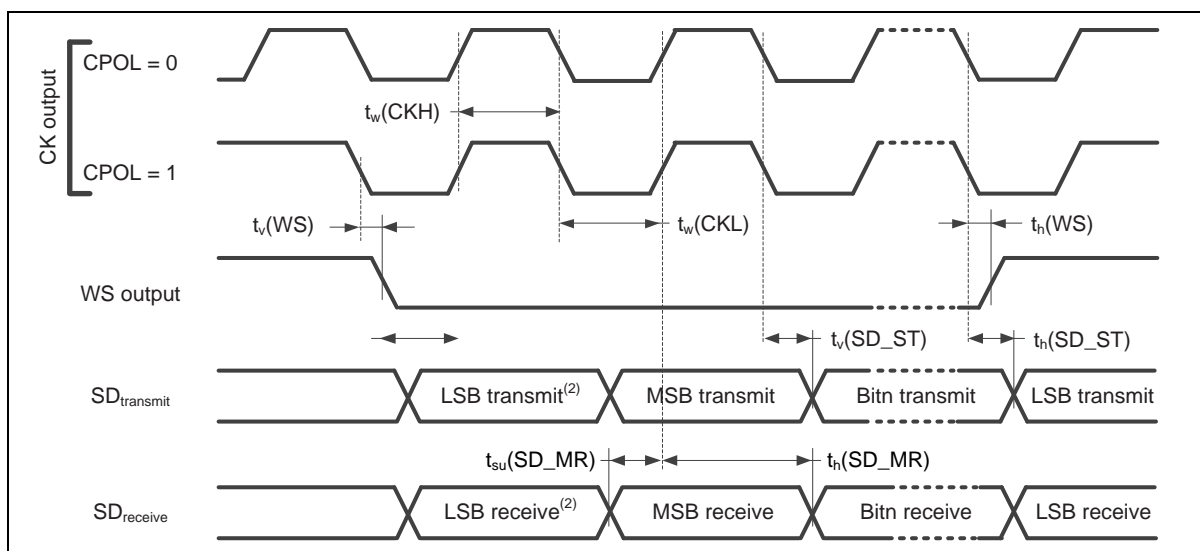 CK output
CPOL = 0
tw(CKH)
CPOL = 1
tv(WS)
tw(CKL)
th(WS)
WS output
tv(SD_ST)
th(SD_ST)
SDtransmit
LSB transmit(2)
MSB transmit
Bitn transmit
LSB transmit
tsu(SD_MR)
th(SD_MR)
SDreceive
LSB receive(2)
MSB receive
Bitn receive
LSB receive